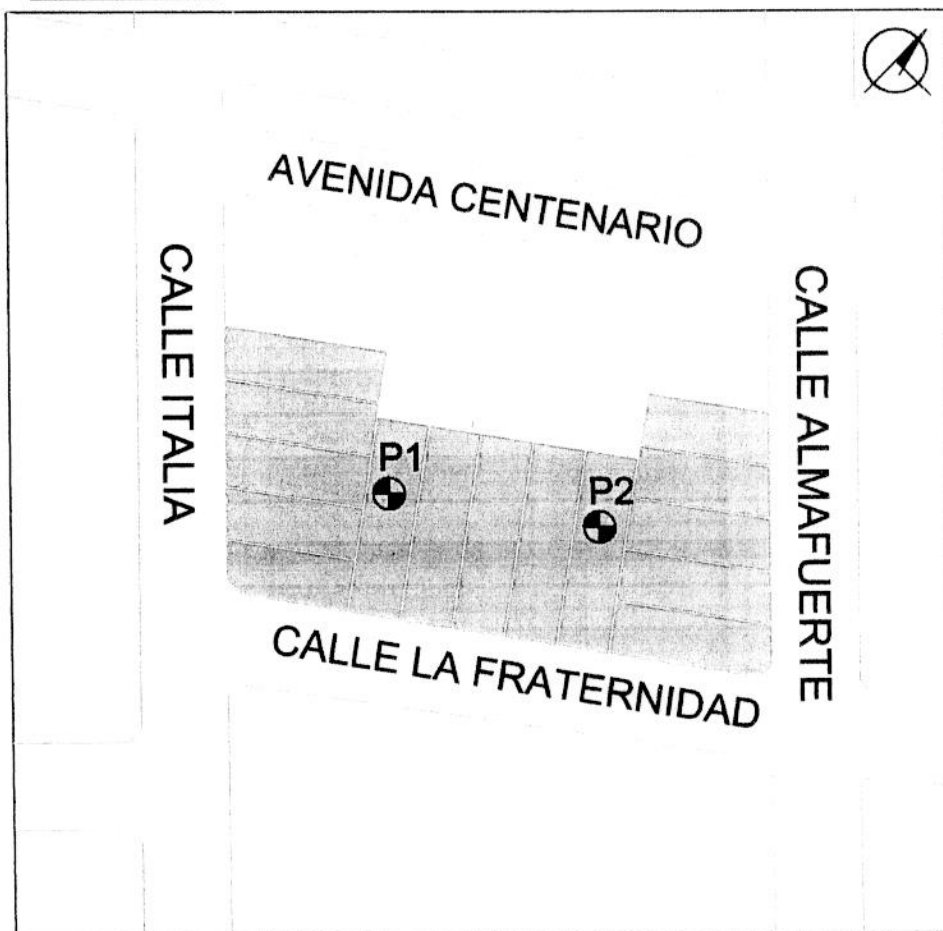 AVENIDA CENTENARIO
CALLE ITALIA
CALLE ALMAFUERTE
P1
P2
CALLE LA FRATERNIDAD